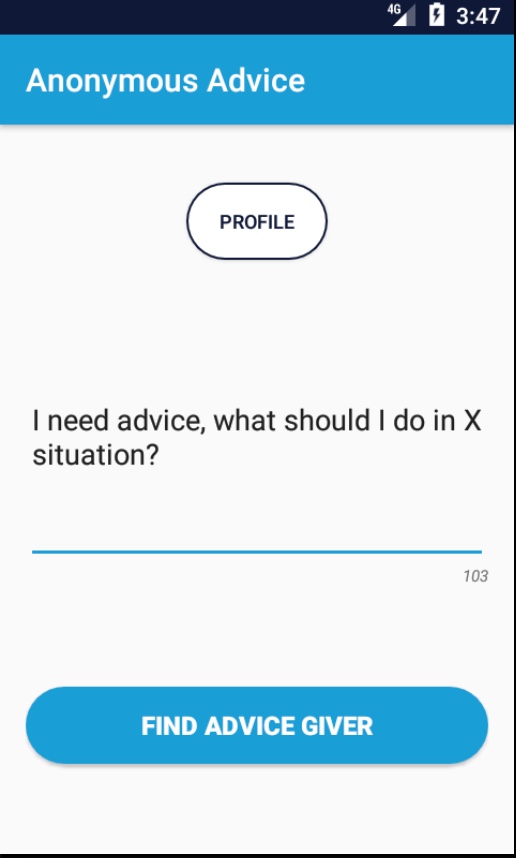 4G 3:47
Anonymous Advice
PROFILE
I need advice, what should I do in X
situation?
103
FIND ADVICE GIVER